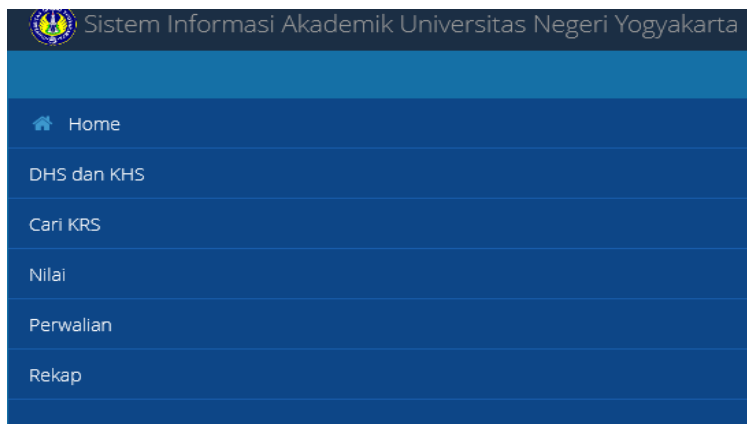 Sistem Informasi Akademik Universitas Negeri Yogyakarta
Home
DHS dan KHS
Cari KRS
Nilai
Perwalian
Rekap